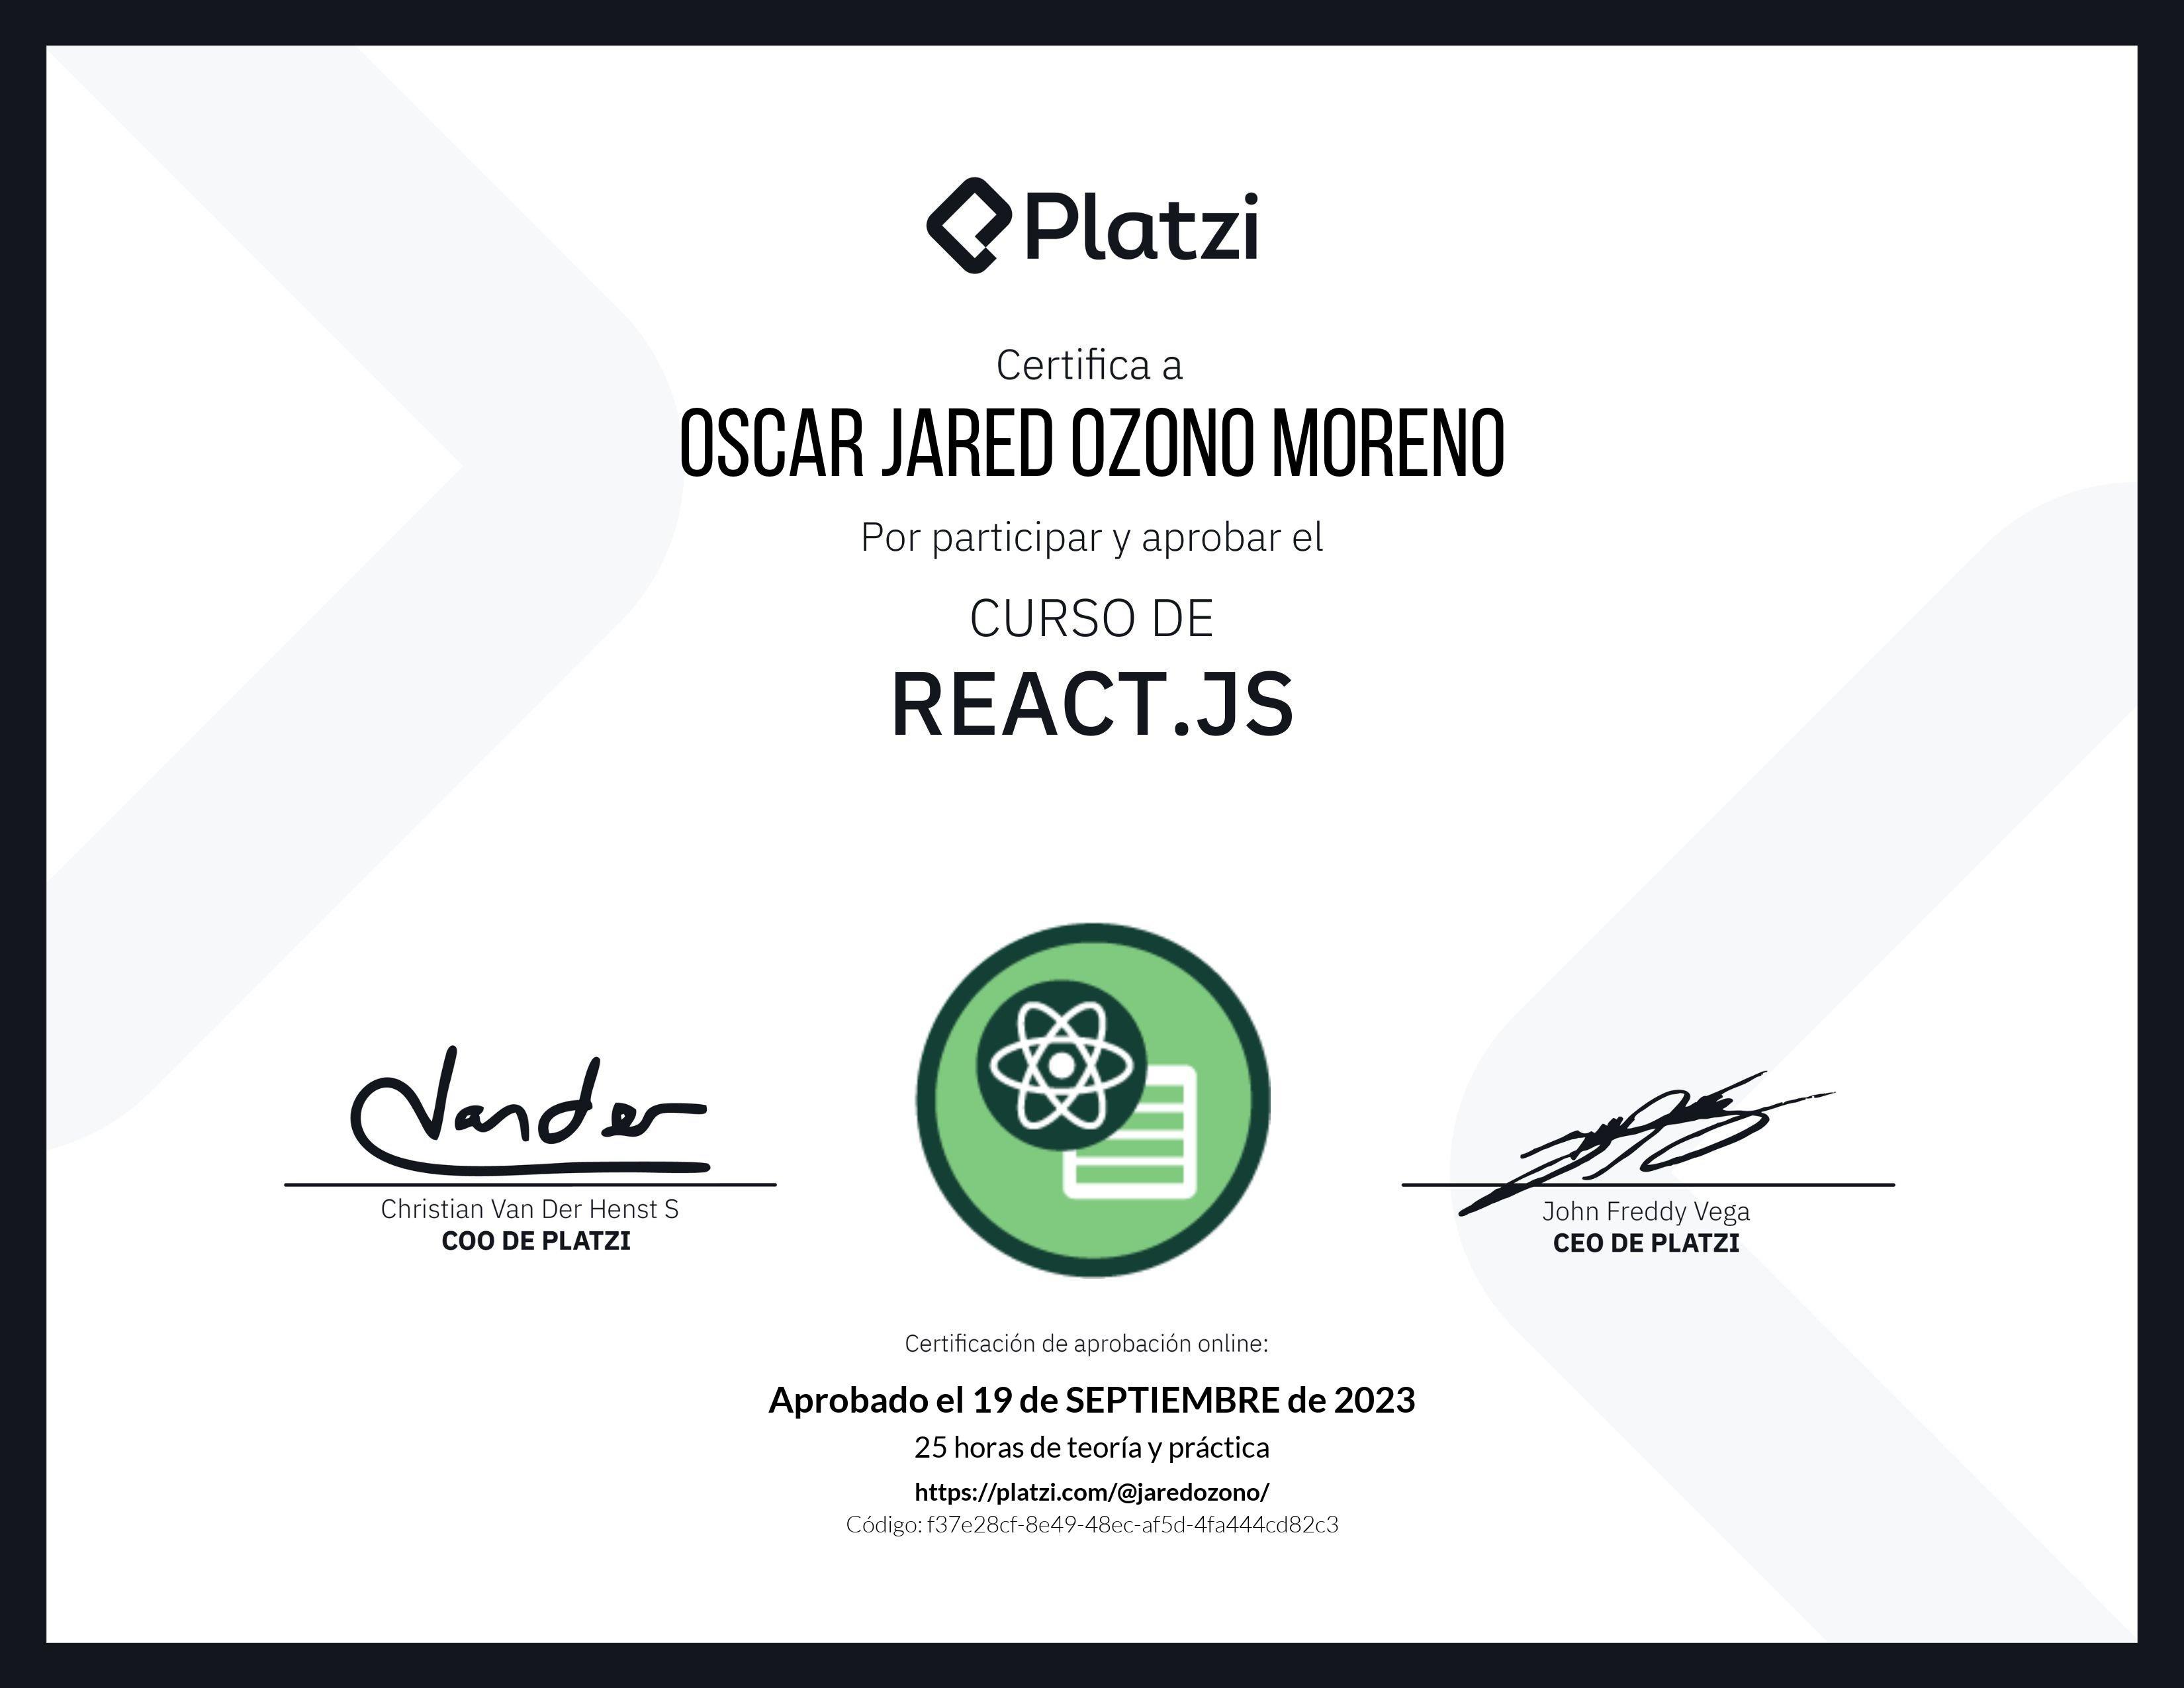 Platzi
Certifica a
OSCAR JARED OZONO MORENO
Por participar y aprobar el
CURSO DE
REACT.JS
Vander
Christian Van Der Henst S
COO DE PLATZI
John Freddy Vega
CEO DE PLATZI
Certificación de aprobación online:
Aprobado el 19 de SEPTIEMBRE de 2023
25 horas de teoría y práctica
https://platzi.com/@jaredozono/
Código: f37e28cf-8e49-48ec-af5d-4fa444cd82c3